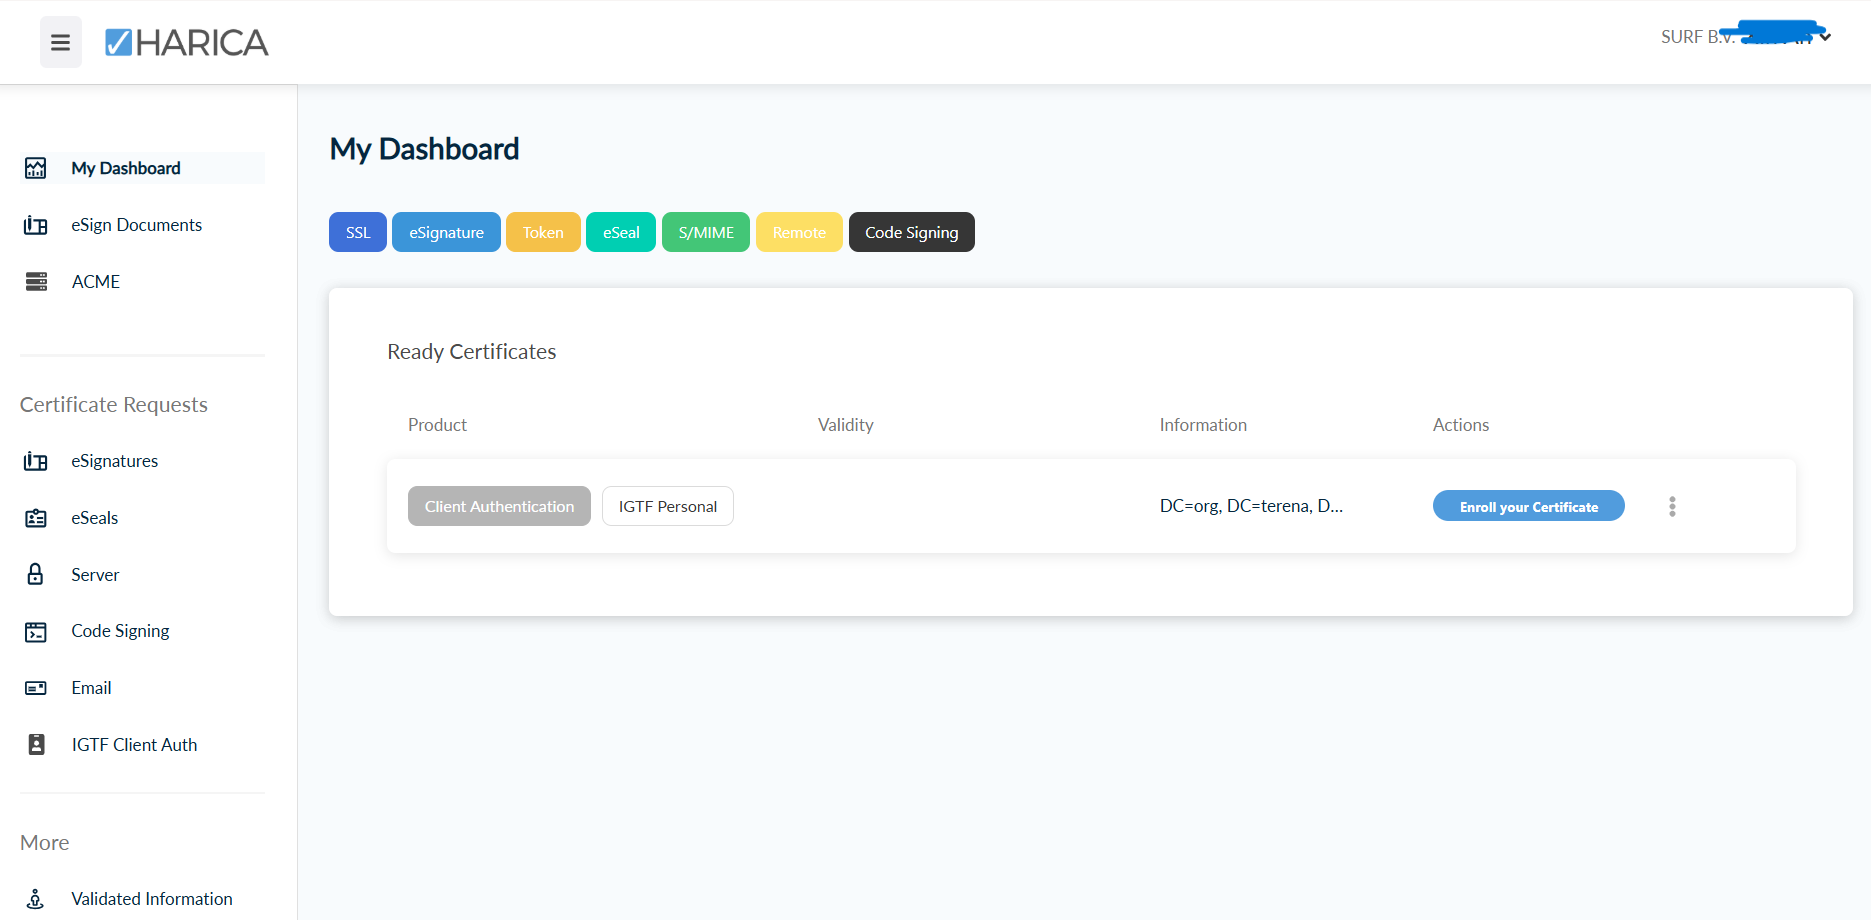 HARICA
SURF B.V.
My Dashboard
eSign Documents
ACME
Certificate Requests
eSignatures
eSeals
Server
Code Signing
Email
IGTF Client Auth
More
Validated Information
My Dashboard
SSL eSignature Token eSeal S/MIME Remote Code Signing
Ready Certificates
Product Validity Information Actions
Client Authentication IGTF Personal DC=org, DC=terena, D... Enroll your Certificate